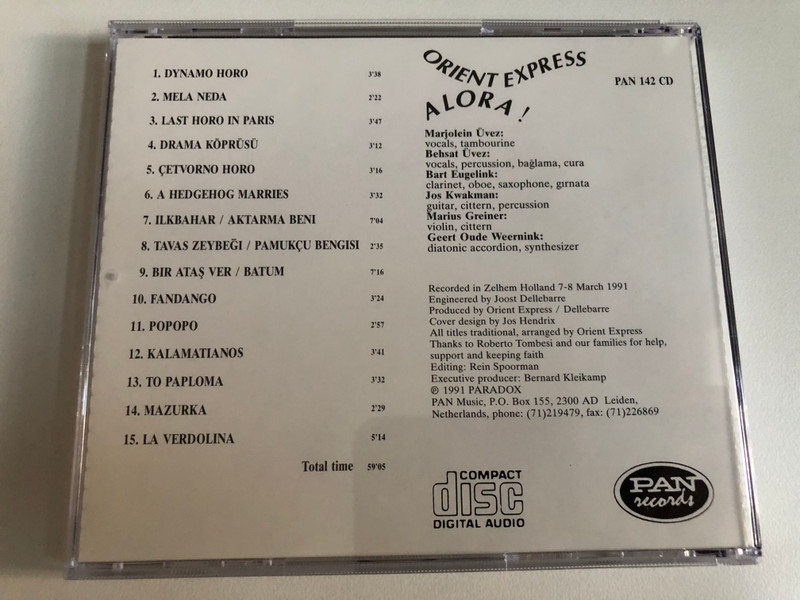 1. DYNAMO HORO 3'38
2. MELA NEDA 2'22
3. LAST HORO IN PARIS 3'47
4. DRAMA KÖPRÜSÜ 3'12
5. ÇETVORNO HORO 3'16
6. A HEDGEHOG MARRIES 3'32
7. ILKBAHAR / AKTARMA BENI 7'04
8. TAVAS ZEYBEĞI / PAMUKÇU BENGISI 2'35
9. BIR ATAŞ VER / BATUM 7'16
10. FANDANGO 3'24
11. POPOPO 2'57
12. KALAMATIANOS 3'41
13. TO PAPLOMA 3'32
14. MAZURKA 2'29
15. LA VERDOLINA 5'14
Total time 59'05
ORIENT EXPRESS
ALORA!
PAN 142 CD
Marjolein Üvez:
vocals, tambourine
Behsat Üvez:
vocals, percussion, bağlama, cura
Bart Eugelink:
clarinet, oboe, saxophone, gırnata
Jos Kwakman:
guitar, cittern, percussion
Marius Greiner:
violin, cittern
Geert Oude Weernink:
diatonic accordion, synthesizer
Recorded in Zelhem Holland 7-8 March 1991
Engineered by Joost Dellebarre
Produced by Orient Express / Dellebarre
Cover design by Jos Hendrix
All titles traditional, arranged by Orient Express
Thanks to Roberto Tombesi and our families for help,
support and keeping faith
Editing: Rein Spoorman
Executive producer: Bernard Kleikamp
℗ 1991 PARADOX
PAN Music, P.O. Box 155, 2300 AD Leiden,
Netherlands, phone: (71)219479, fax: (71)226869
COMPACT
disc
DIGITAL AUDIO
PAN
records